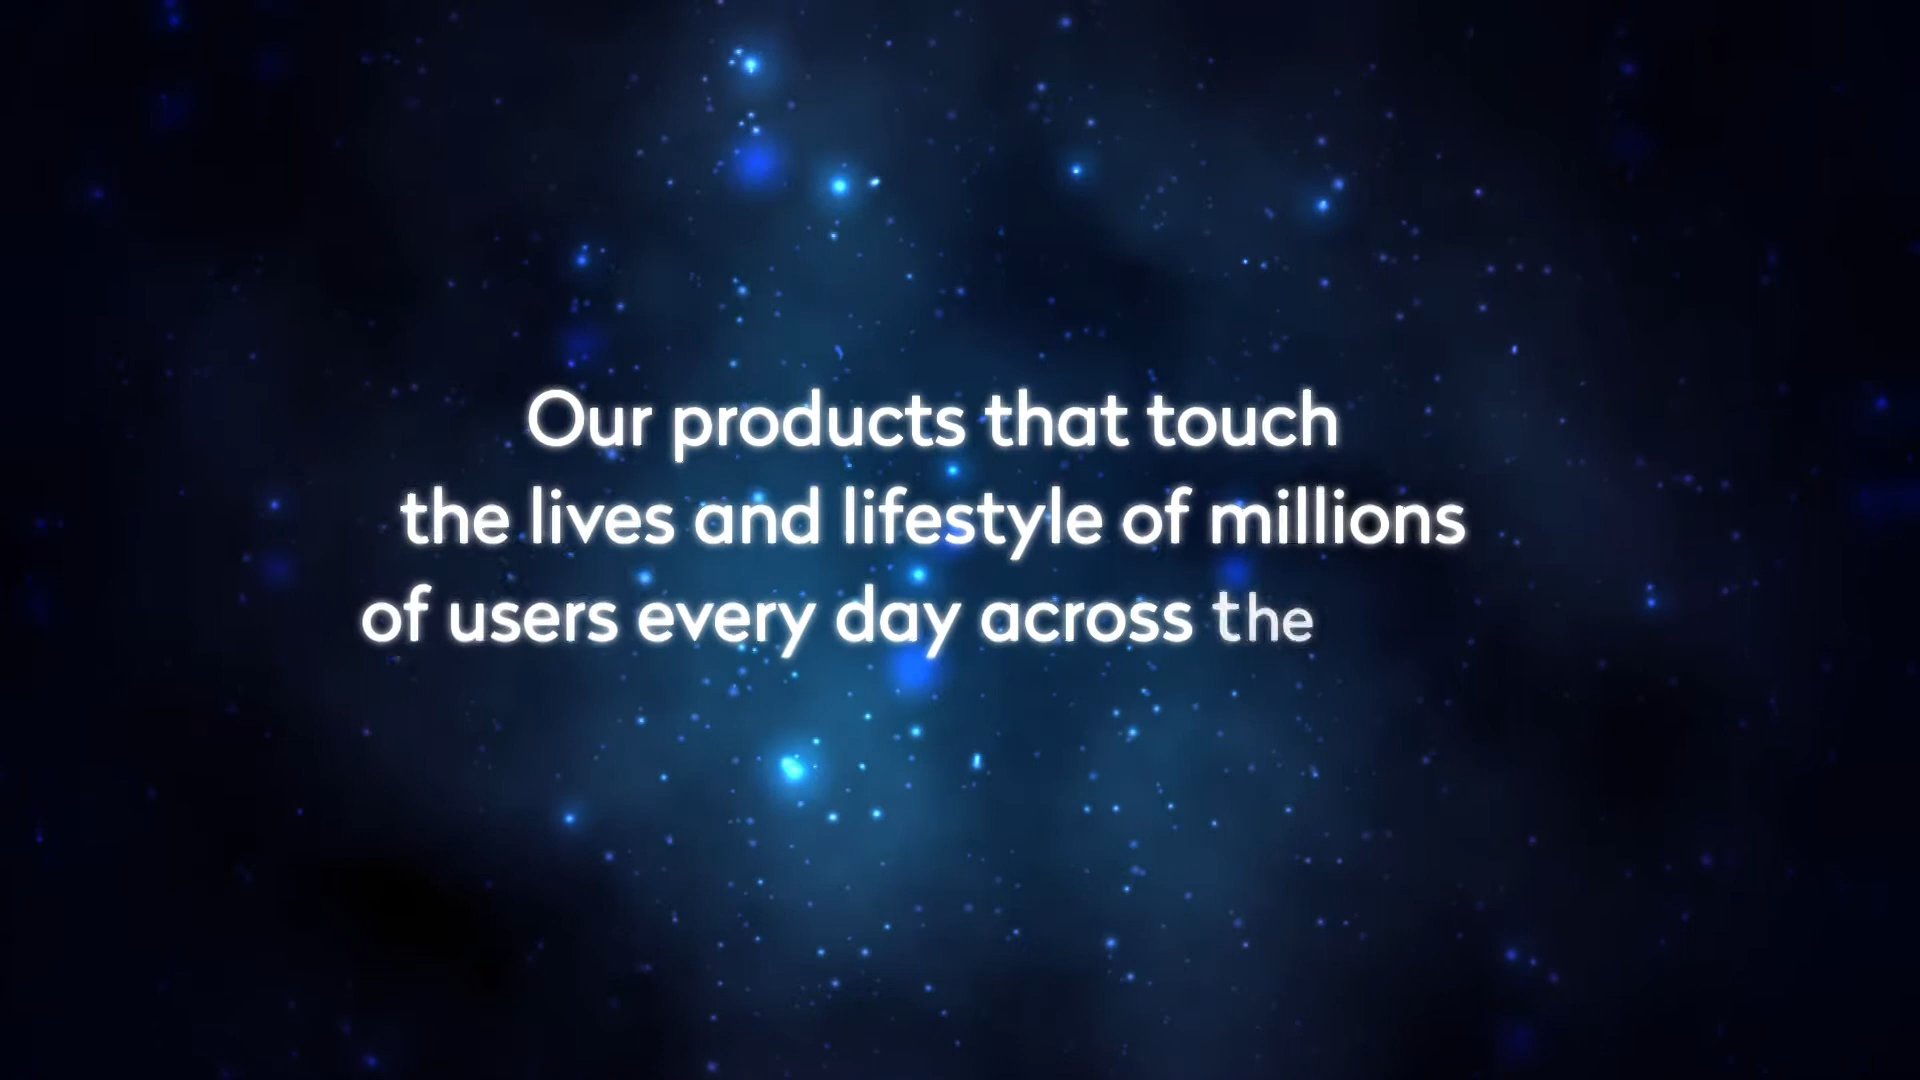 Our products that touch
the lives and lifestyle of millions
of users every day across the